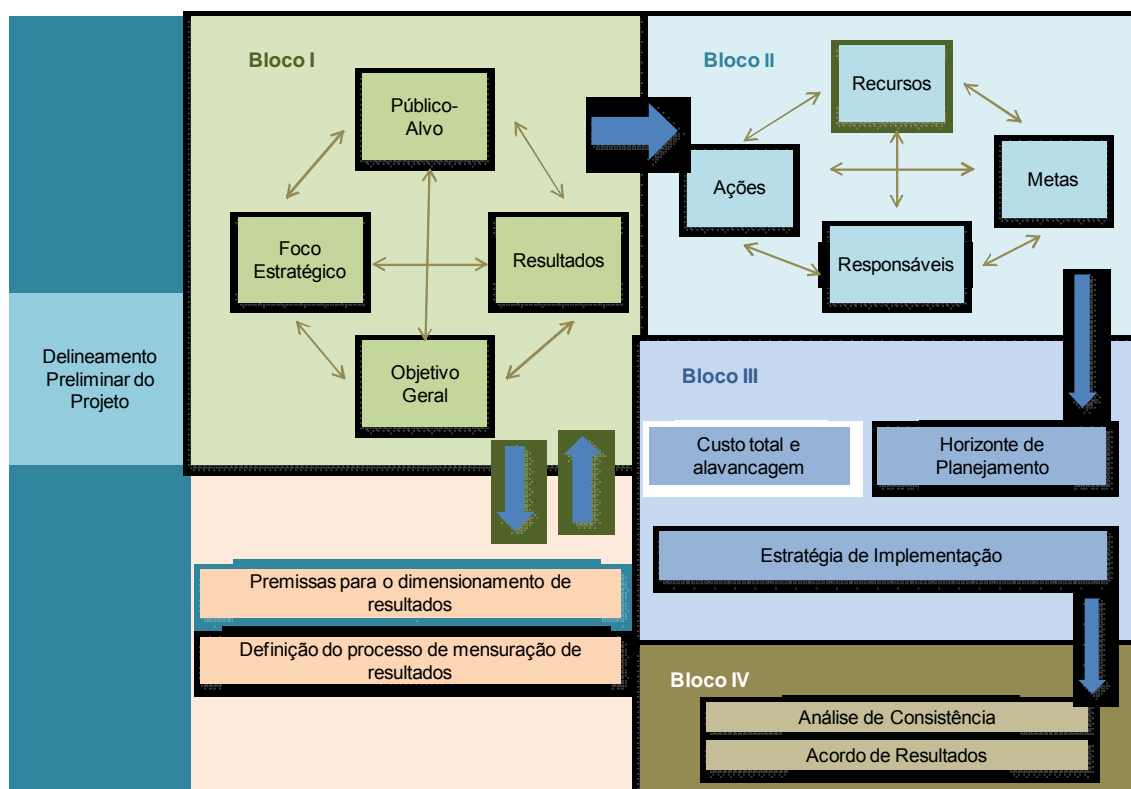 Delineamento
Preliminar do
Projeto
Bloco I
Público-
Alvo
Foco
Estratégico
Resultados
Objetivo
Geral
Premissas para o dimensionamento de
resultados
Definição do processo de mensuração de
resultados
Bloco II
Recursos
Ações
Metas
Responsáveis
Bloco III
Custo total e
alavancagem
Horizonte de
Planejamento
Estratégia de Implementação
Bloco IV
Análise de Consistência
Acordo de Resultados